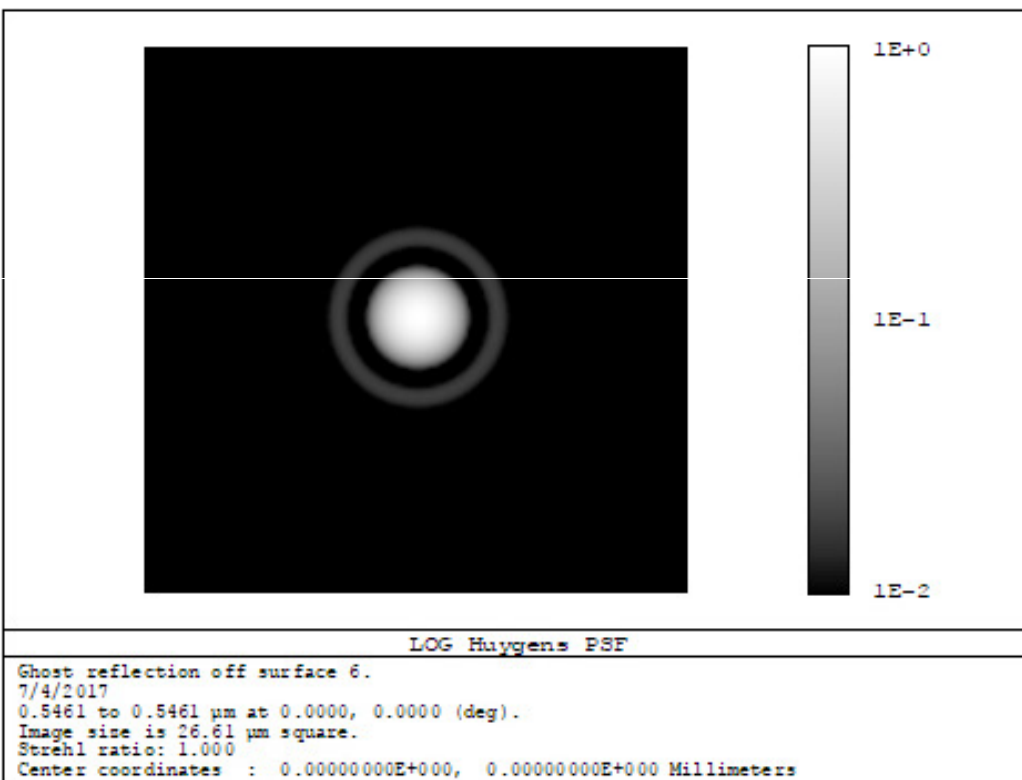 1E+0
1E-1
1E-2
LOG Huygens PSF
Ghost reflection off surface 6.
7/4/2017
0.5461 to 0.5461 µm at 0.0000, 0.0000 (deg).
Image size is 26.61 µm square.
Strehl ratio: 1.000
Center coordinates  :  0.00000000E+000,  0.00000000E+000 Millimeters